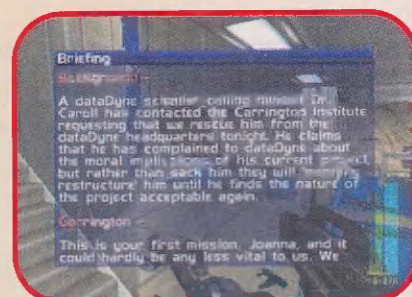 Briefing
Background -
A dataDyne scientist calling himself Dr.
Caroll has contacted the Carrington Institute
requesting that we rescue him from the
dataDyne headquarters tonight. He claims
that he has complained to dataDyne about
the moral implications of his current project,
but rather than sack him they will 'memory
restructure' him until he finds the nature of
the project acceptable again.
Carrington
This is your first mission, Joanna, and it
could hardly be any less vital to us. We